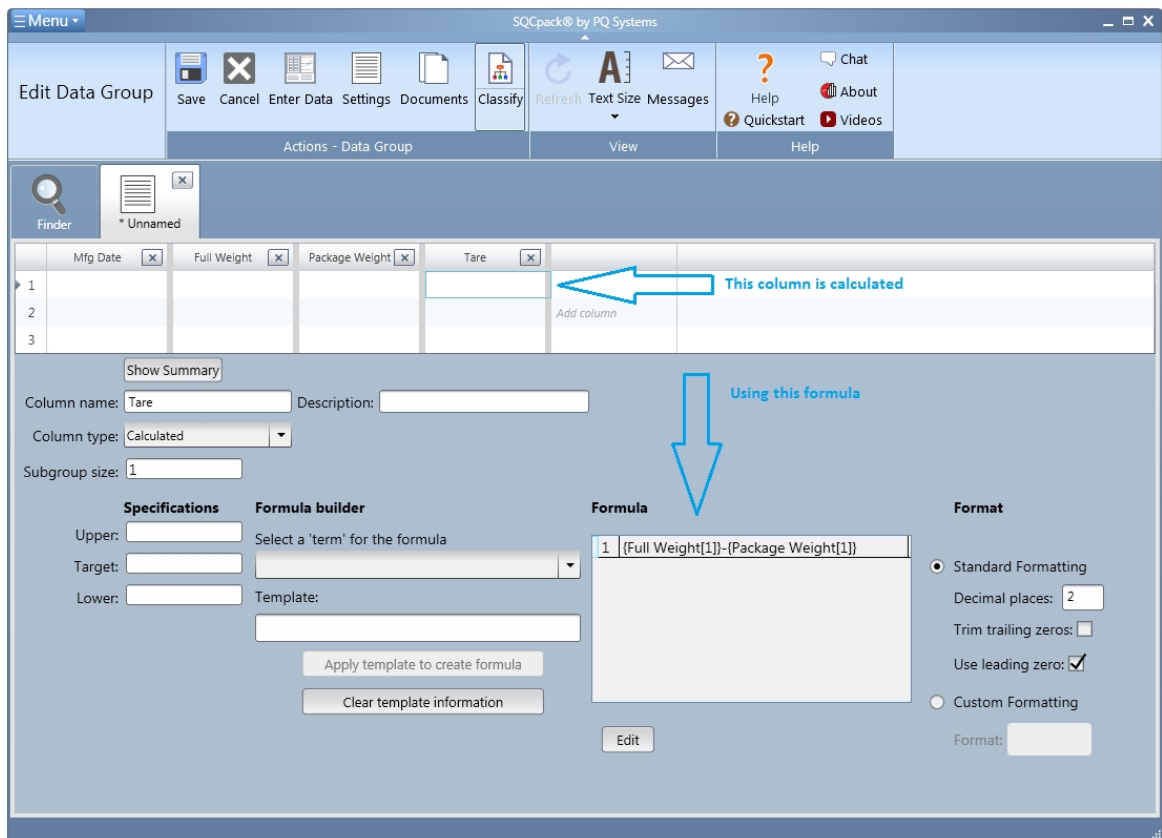 Menu
SQCpack® by PQ Systems
Edit Data Group
Save Cancel Enter Data Settings Documents Classify
Refresh Text Size Messages
Help
Quickstart
Chat
About
Videos
Actions - Data Group
View
Help
Finder
* Unnamed
Mfg Date Full Weight Package Weight Tare
1
This column is calculated
2
Add column
3
Show Summary
Using this formula
Column name: Tare Description:
Column type: Calculated
Subgroup size: 1
Specifications
Upper:
Target:
Lower:
Formula builder
Select a 'term' for the formula
Template:
Apply template to create formula
Clear template information
Formula
1 {Full Weight[1]}-{Package Weight[1]}
Edit
Format
Standard Formatting
Decimal places: 2
Trim trailing zeros:
Use leading zero:
Custom Formatting
Format: